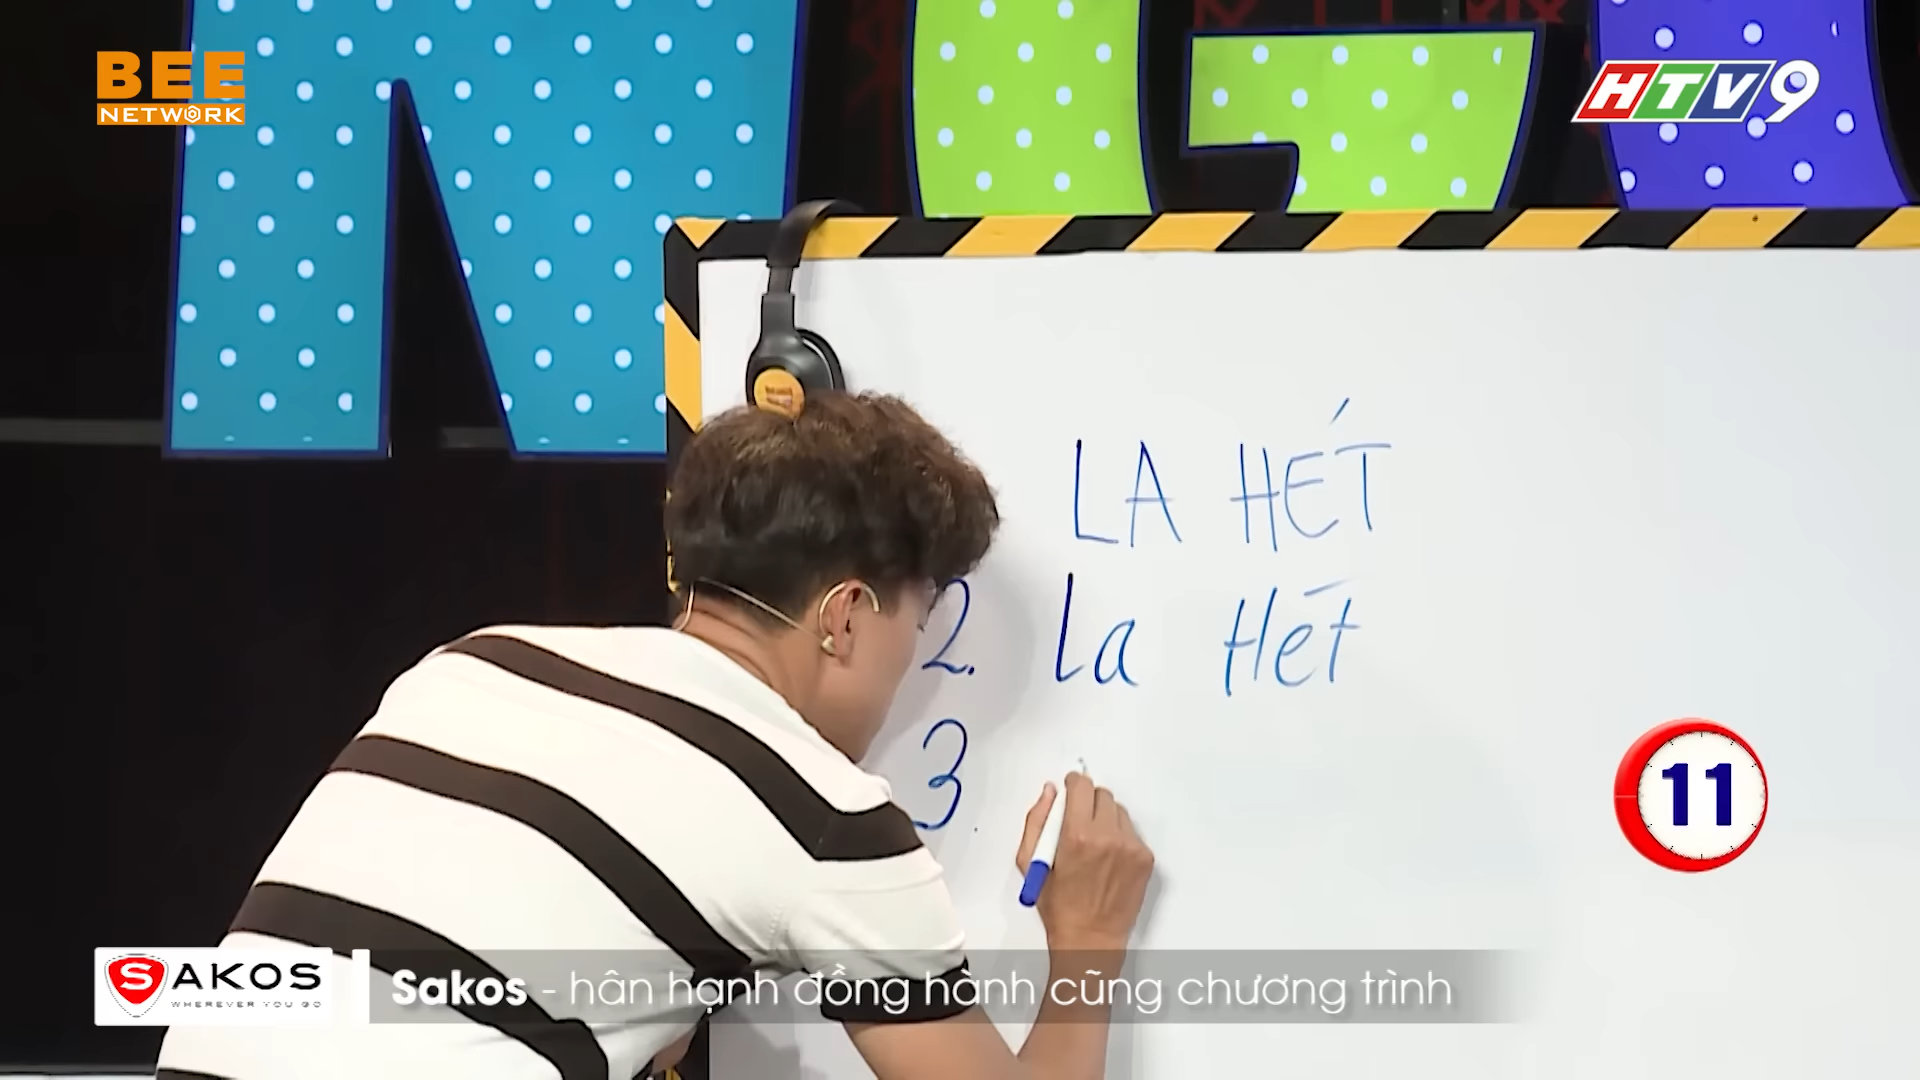 BEE
NETWORK
HTV9
LA HÉT
2. La Hét
3.
11
SAKOS
WHEREVER YOU GO
Sakos - hân hạnh đồng hành cũng chương trình